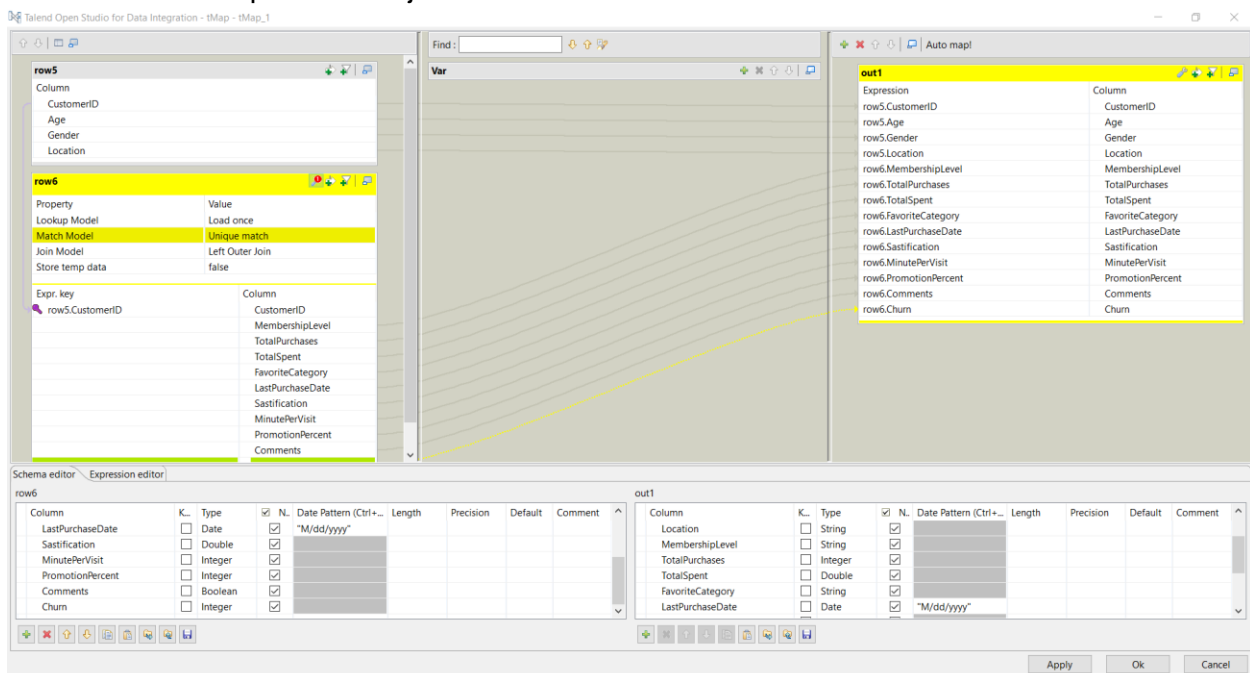 Talend Open Studio for Data Integration - tMap - tMap_1
Find :
Auto map!
row5
Column
CustomerID
Age
Gender
Location
row6
Property Value
Lookup Model Load once
Match Model Unique match
Join Model Left Outer Join
Store temp data false
Expr. key Column
row5.CustomerID CustomerID
MembershipLevel
TotalPurchases
TotalSpent
FavoriteCategory
LastPurchaseDate
Sastification
MinutePerVisit
PromotionPercent
Comments
Var
out1
Expression Column
row5.CustomerID CustomerID
row5.Age Age
row5.Gender Gender
row5.Location Location
row6.MembershipLevel MembershipLevel
row6.TotalPurchases TotalPurchases
row6.TotalSpent TotalSpent
row6.FavoriteCategory FavoriteCategory
row6.LastPurchaseDate LastPurchaseDate
row6.Sastification Sastification
row6.MinutePerVisit MinutePerVisit
row6.PromotionPercent PromotionPercent
row6.Comments Comments
row6.Churn Churn
Schema editor Expression editor
row6
Column K... Type N.. Date Pattern (Ctrl+... Length Precision Default Comment
LastPurchaseDate Date "M/dd/yyyy"
Sastification Double
MinutePerVisit Integer
PromotionPercent Integer
Comments Boolean
Churn Integer
out1
Column K... Type N.. Date Pattern (Ctrl+... Length Precision Default Comment
Location String
MembershipLevel String
TotalPurchases Integer
TotalSpent Double
FavoriteCategory String
LastPurchaseDate Date "M/dd/yyyy"
Apply Ok Cancel